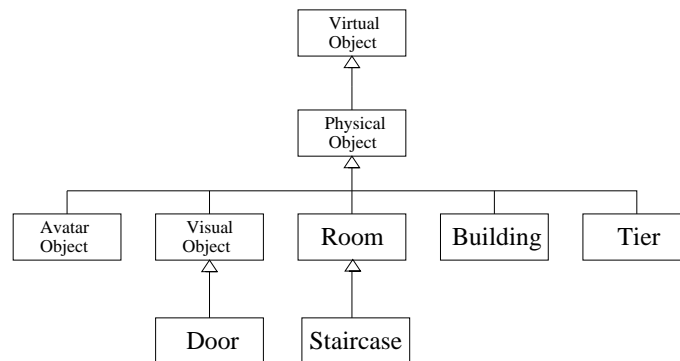 Virtual
Object
Physical
Object
Avatar
Object
Visual
Object
Room
Building
Tier
Door
Staircase